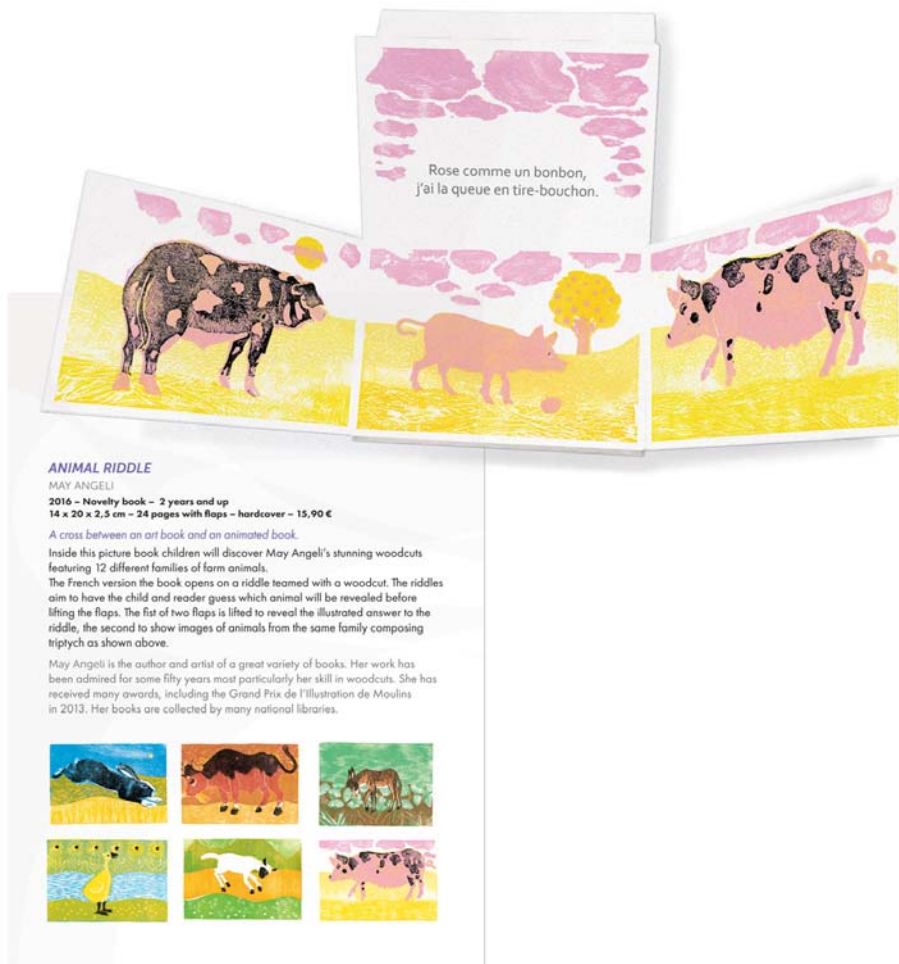 Rose comme un bonbon,
j'ai la queue en tire-bouchon.
ANIMAL RIDDLE
MAY ANGELI
2016 – Novelty book – 2 years and up
14 x 20 x 2,5 cm – 24 pages with flaps – hardcover – 15,90 €
A cross between an art book and an animated book.
Inside this picture book children will discover May Angeli's stunning woodcuts
featuring 12 different families of farm animals.
The French version the book opens on a riddle teamed with a woodcut. The riddles
aim to have the child and reader guess which animal will be revealed before
lifting the flaps. The fist of two flaps is lifted to reveal the illustrated answer to the
riddle, the second to show images of animals from the same family composing
triptych as shown above.
May Angeli is the author and artist of a great variety of books. Her work has
been admired for some fifty years most particularly her skill in woodcuts. She has
received many awards, including the Grand Prix de l'Illustration de Moulins
in 2013. Her books are collected by many national libraries.